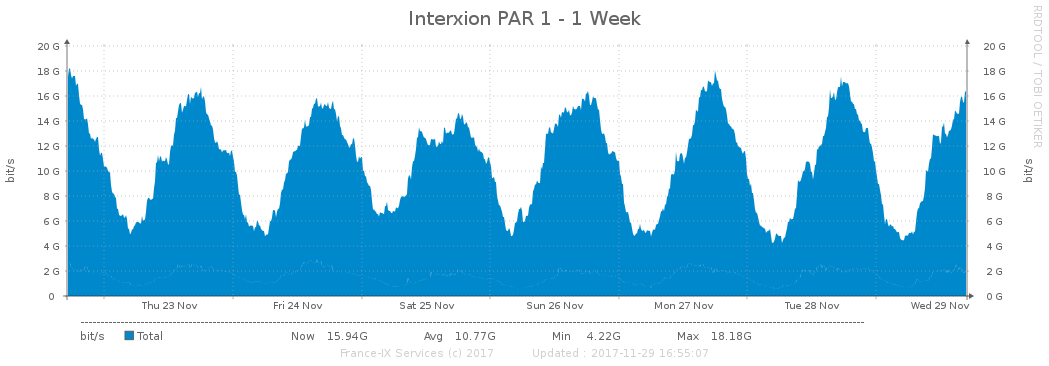 Interxion PAR 1 - 1 Week
RRDTOOL / TOBI OETIKER
bit/s
20 G 20 G
18 G 18 G
16 G 16 G
14 G 14 G
12 G 12 G
10 G 10 G
8 G 8 G
6 G 6 G
4 G 4 G
2 G 2 G
0 0 G
bit/s
Thu 23 Nov Fri 24 Nov Sat 25 Nov Sun 26 Nov Mon 27 Nov Tue 28 Nov Wed 29 Nov
bit/s Total Now 15.94G Avg 10.77G Min 4.22G Max 18.18G
France-IX Services (c) 2017 Updated : 2017-11-29 16:55:07